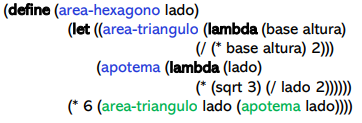 (define (area-hexagono lado)
(let ((area-triangulo (lambda (base altura)
(/ (* base altura) 2)))
(apotema (lambda (lado)
(* (sqrt 3) (/ lado 2))))))
(* 6 (area-triangulo lado (apotema lado))))